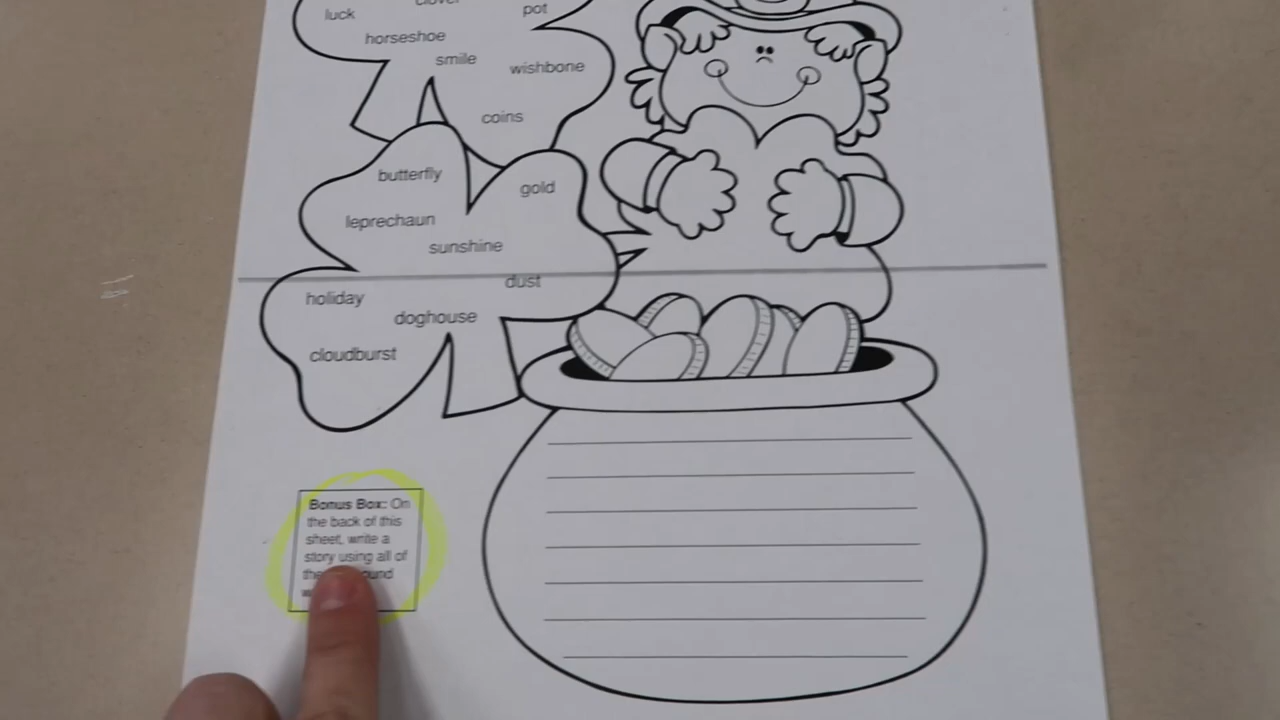 luck
pot
horseshoe
smile
wishbone
coins
butterfly
gold
leprechaun
sunshine
dust
holiday
doghouse
cloudburst
Bonus Box: On
the back of this
sheet, write a
story using all of